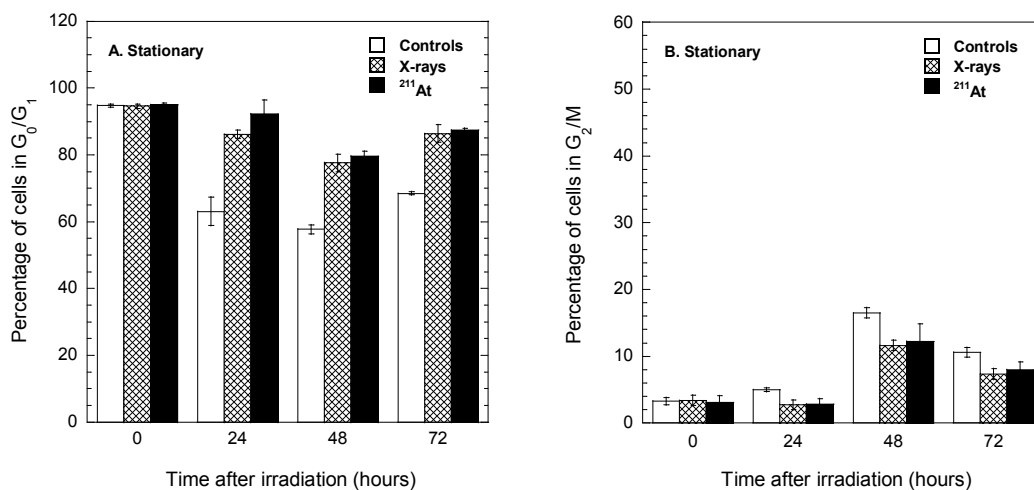 120
100
80
60
40
20
0
Percentage of cells in G0/G1
A. Stationary
Controls
X-rays
211At
0 24 48 72
Time after irradiation (hours)
60
50
40
30
20
10
0
Percentage of cells in G2/M
B. Stationary
Controls
X-rays
211At
0 24 48 72
Time after irradiation (hours)